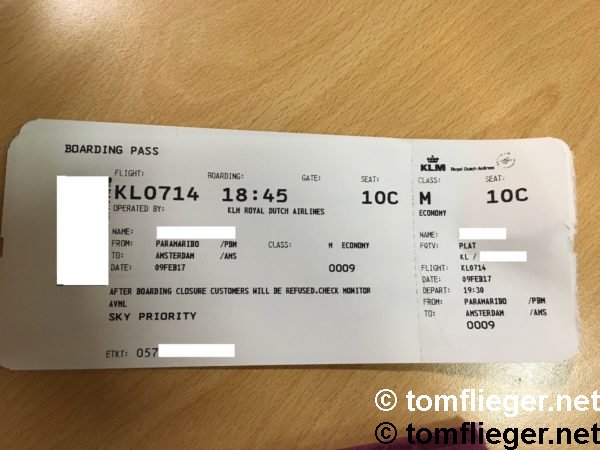 BOARDING PASS
FLIGHT: BOARDING: GATE: SEAT:
KL0714 18:45 10C
OPERATED BY: KLM ROYAL DUTCH AIRLINES
NAME:
FROM: PARAMARIBO /PBM CLASS: M ECONOMY
TO: AMSTERDAM /AMS
DATE: 09FEB17 0009
AFTER BOARDING CLOSURE CUSTOMERS WILL BE REFUSED.CHECK MONITOR
AVML
SKY PRIORITY
ETKT: 057
KLM Royal Dutch Airlines
CLASS: SEAT:
M 10C
ECONOMY
NAME:
FQTV: PLAT
KL /
FLIGHT: KL0714
DATE: 09FEB17
DEPART: 19:30
FROM: PARAMARIBO /PBM
TO: AMSTERDAM /AMS
0009
© tomflieger.net
© tomflieger.net